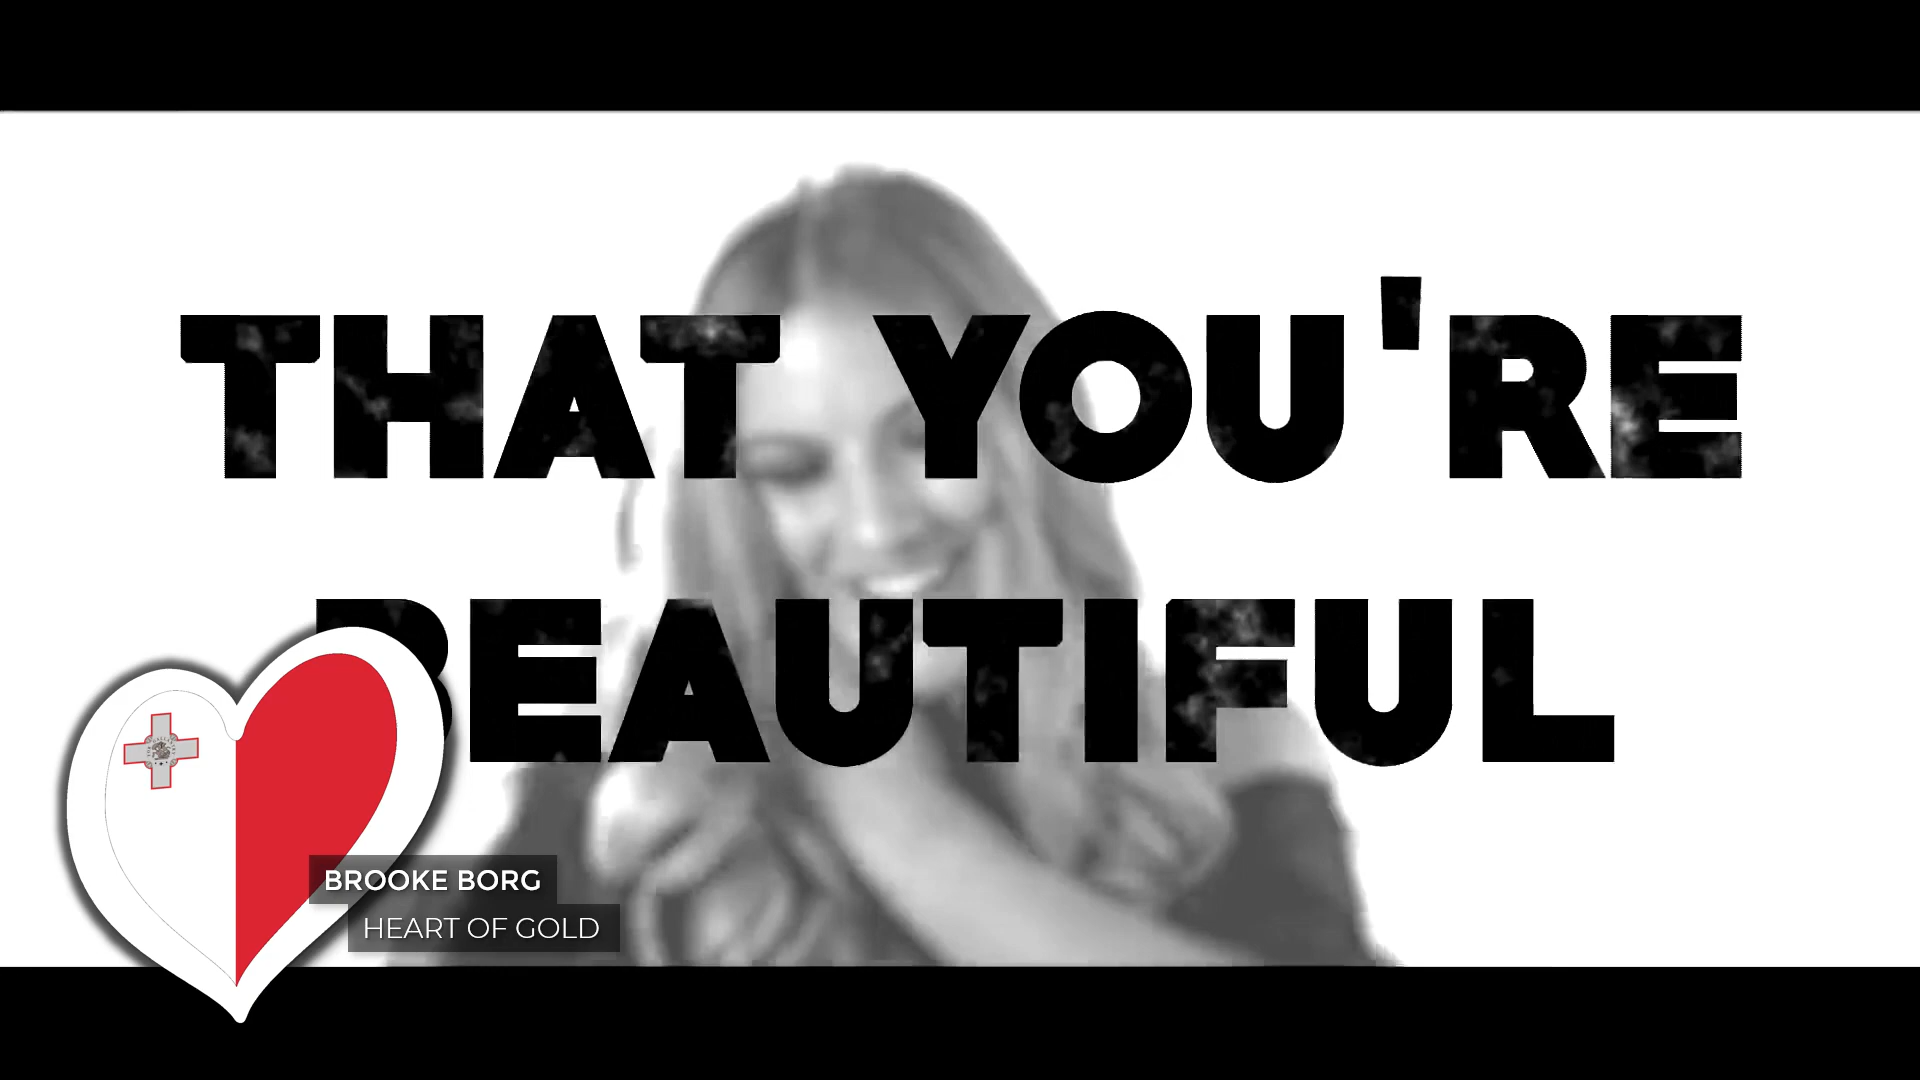 THAT YOU'RE
BEAUTIFUL
BROOKE BORG
HEART OF GOLD